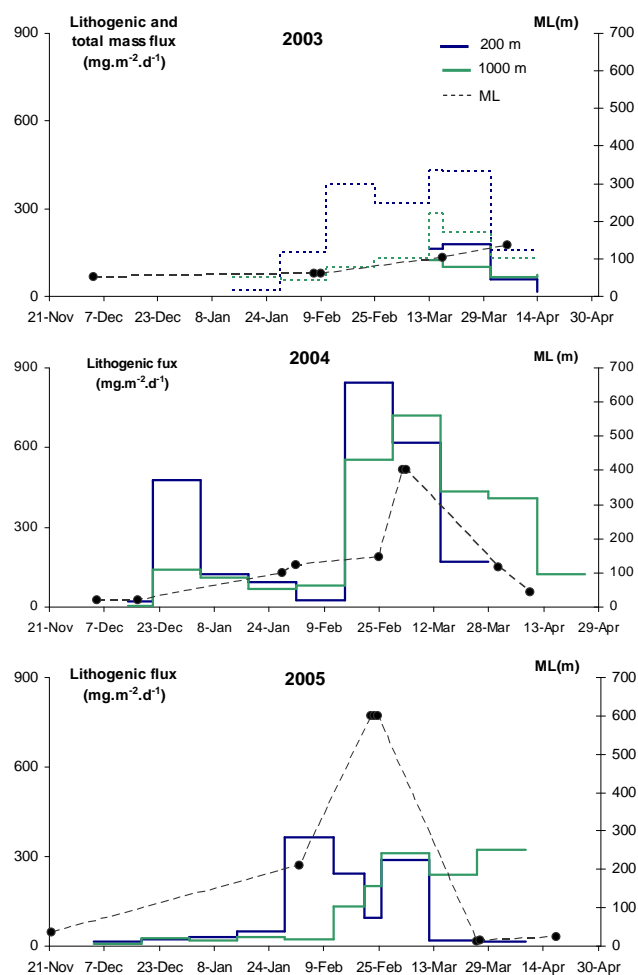 Lithogenic and
total mass flux
(mg.m-2.d-1)
2003
ML(m)
200 m
1000 m
ML
900
600
300
0
700
600
500
400
300
200
100
0
21-Nov 7-Dec 23-Dec 8-Jan 24-Jan 9-Feb 25-Feb 13-Mar 29-Mar 14-Apr 30-Apr
Lithogenic fux
(mg.m-2.d-1)
2004
ML (m)
900
600
300
0
700
600
500
400
300
200
100
0
21-Nov 7-Dec 23-Dec 8-Jan 24-Jan 9-Feb 25-Feb 12-Mar 28-Mar 13-Apr 29-Apr
Lithogenic flux
(mg.m-2.d-1)
2005
ML(m)
900
600
300
0
700
600
500
400
300
200
100
0
21-Nov 7-Dec 23-Dec 8-Jan 24-Jan 9-Feb 25-Feb 13-Mar 29-Mar 14-Apr 30-Apr